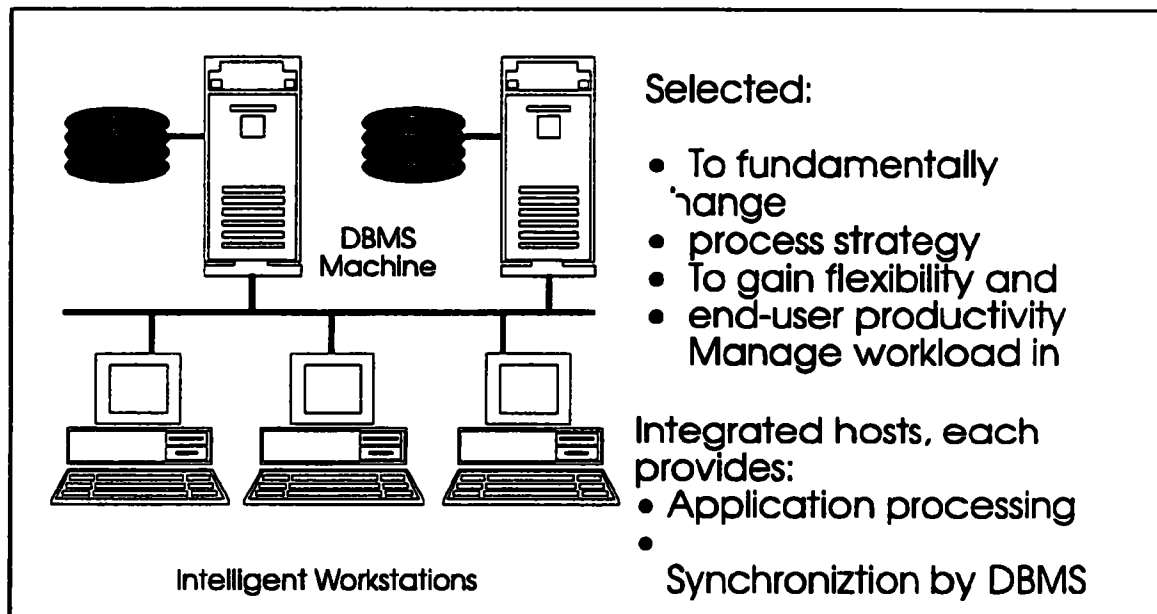 DBMS
Machine
Intelligent Workstations
Selected:
• To fundamentally
hange
• process strategy
• To gain flexibility and
• end-user productivity
Manage workload in
Integrated hosts, each
provides:
• Application processing
•
Synchroniztion by DBMS